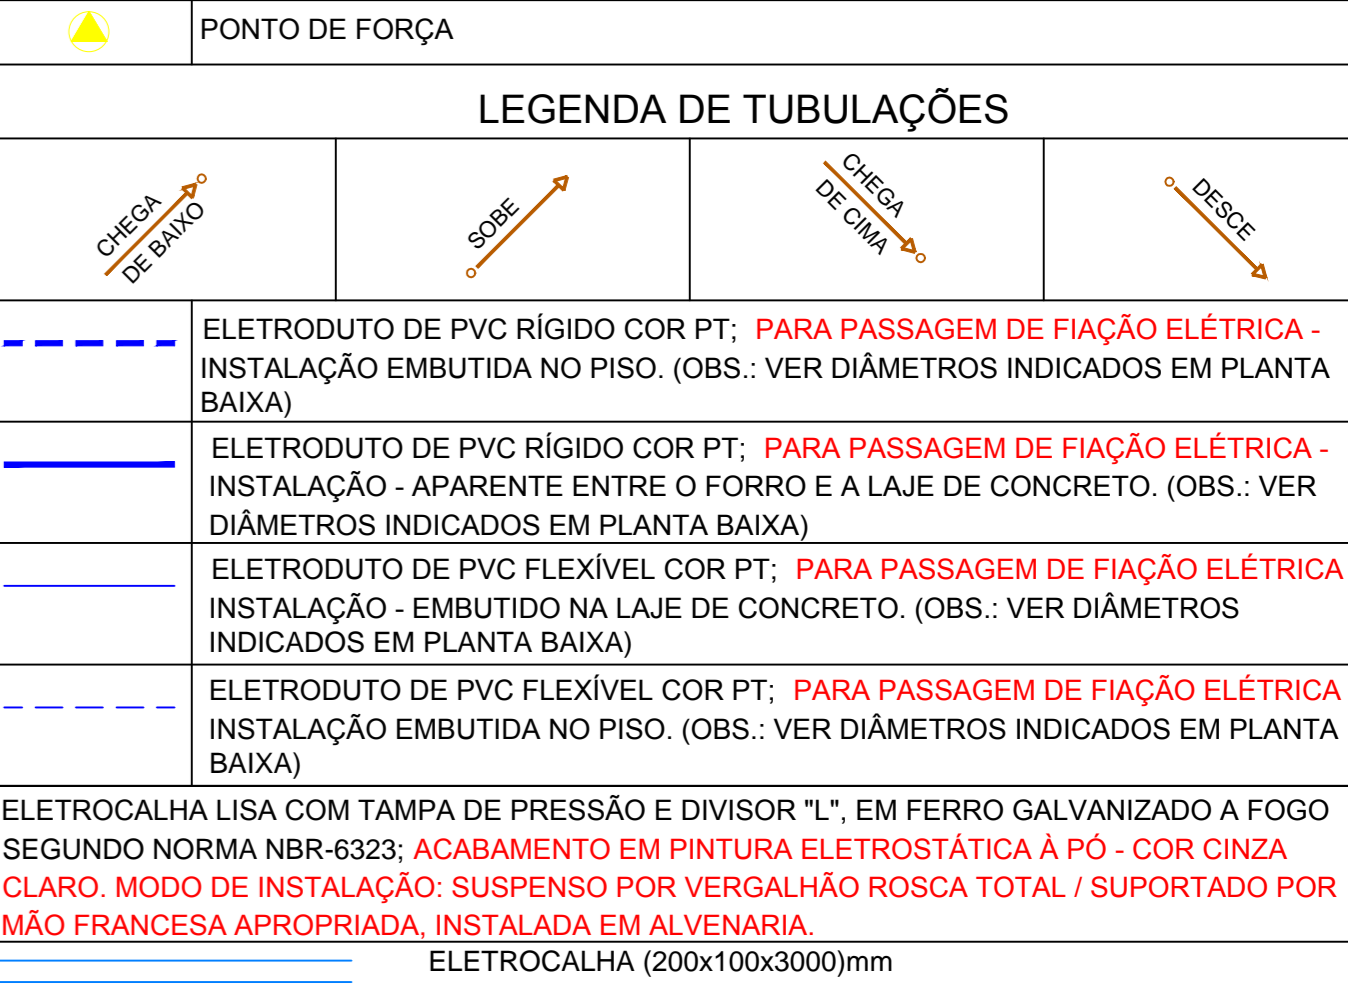 PONTO DE FORÇA
LEGENDA DE TUBULAÇÕES
CHEGA
DE BAIXO
SOBE
CHEGA
DE CIMA
DESCE
ELETRODUTO DE PVC RÍGIDO COR PT; PARA PASSAGEM DE FIAÇÃO ELÉTRICA -
INSTALAÇÃO EMBUTIDA NO PISO. (OBS.: VER DIÂMETROS INDICADOS EM PLANTA
BAIXA)
ELETRODUTO DE PVC RÍGIDO COR PT; PARA PASSAGEM DE FIAÇÃO ELÉTRICA -
INSTALAÇÃO - APARENTE ENTRE O FORRO E A LAJE DE CONCRETO. (OBS.: VER
DIÂMETROS INDICADOS EM PLANTA BAIXA)
ELETRODUTO DE PVC FLEXÍVEL COR PT; PARA PASSAGEM DE FIAÇÃO ELÉTRICA
INSTALAÇÃO - EMBUTIDO NA LAJE DE CONCRETO. (OBS.: VER DIÂMETROS
INDICADOS EM PLANTA BAIXA)
ELETRODUTO DE PVC FLEXÍVEL COR PT; PARA PASSAGEM DE FIAÇÃO ELÉTRICA
INSTALAÇÃO EMBUTIDA NO PISO. (OBS.: VER DIÂMETROS INDICADOS EM PLANTA
BAIXA)
ELETROCALHA LISA COM TAMPA DE PRESSÃO E DIVISOR "L", EM FERRO GALVANIZADO A FOGO
SEGUNDO NORMA NBR-6323; ACABAMENTO EM PINTURA ELETROSTÁTICA À PÓ - COR CINZA
CLARO. MODO DE INSTALAÇÃO: SUSPENSO POR VERGALHÃO ROSCA TOTAL / SUPORTADO POR
MÃO FRANCESA APROPRIADA, INSTALADA EM ALVENARIA.
ELETROCALHA (200x100x3000)mm